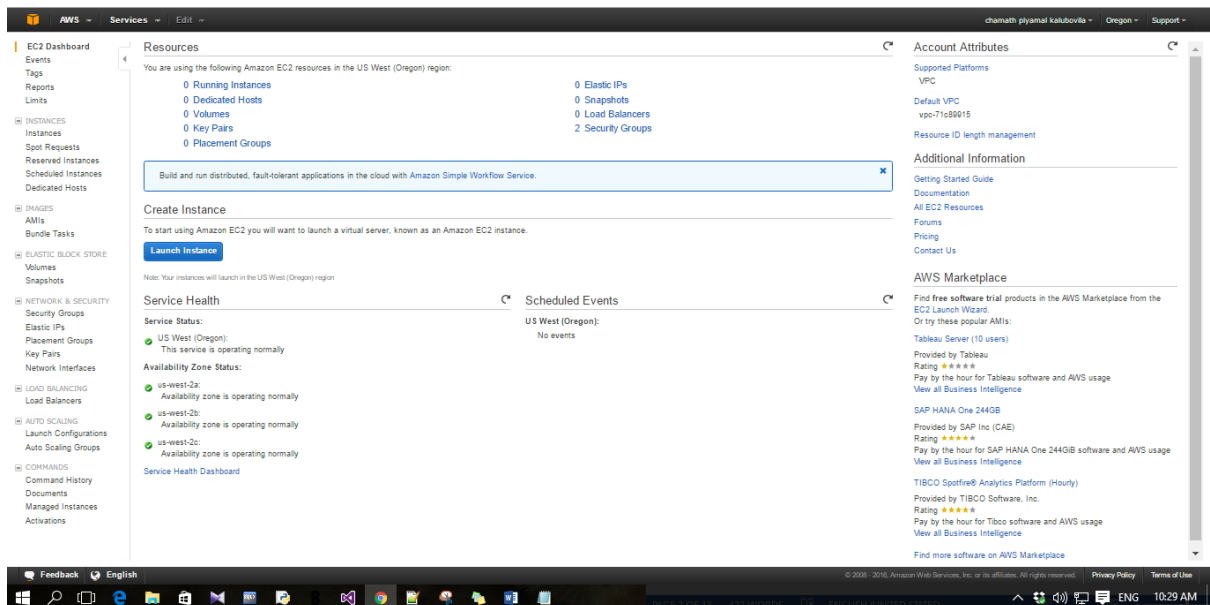 AWS Services Edit chamath piyamal kalubovila Oregon Support
EC2 Dashboard
Events
Tags
Reports
Limits
INSTANCES
Instances
Spot Requests
Reserved Instances
Scheduled Instances
Dedicated Hosts
IMAGES
AMIs
Bundle Tasks
ELASTIC BLOCK STORE
Volumes
Snapshots
NETWORK & SECURITY
Security Groups
Elastic IPs
Placement Groups
Key Pairs
Network Interfaces
LOAD BALANCING
Load Balancers
AUTO SCALING
Launch Configurations
Auto Scaling Groups
COMMANDS
Command History
Documents
Managed Instances
Activations
Resources
You are using the following Amazon EC2 resources in the US West (Oregon) region:
0 Running Instances
0 Dedicated Hosts
0 Volumes
0 Key Pairs
0 Placement Groups
0 Elastic IPs
0 Snapshots
0 Load Balancers
2 Security Groups
Build and run distributed, fault-tolerant applications in the cloud with Amazon Simple Workflow Service.
Create Instance
To start using Amazon EC2 you will want to launch a virtual server, known as an Amazon EC2 instance.
Launch Instance
Note: Your instances will launch in the US West (Oregon) region
Service Health
Service Status:
US West (Oregon):
This service is operating normally
Availability Zone Status:
us-west-2a:
Availability zone is operating normally
us-west-2b:
Availability zone is operating normally
us-west-2c:
Availability zone is operating normally
Service Health Dashboard
Scheduled Events
US West (Oregon):
No events
Account Attributes
Supported Platforms
VPC
Default VPC
vpc-71c89915
Resource ID length management
Additional Information
Getting Started Guide
Documentation
All EC2 Resources
Forums
Pricing
Contact Us
AWS Marketplace
Find free software trial products in the AWS Marketplace from the
EC2 Launch Wizard.
Or try these popular AMIs:
Tableau Server (10 users)
Provided by Tableau
Rating
Pay by the hour for Tableau software and AWS usage
View all Business Intelligence
SAP HANA One 244GB
Provided by SAP Inc (CAE)
Rating
Pay by the hour for SAP HANA One 244GiB software and AWS usage
View all Business Intelligence
TIBCO Spotfire® Analytics Platform (Hourly)
Provided by TIBCO Software, Inc.
Rating
Pay by the hour for Tibco software and AWS usage
View all Business Intelligence
Find more software on AWS Marketplace
Feedback English © 2008 - 2016, Amazon Web Services, Inc. or its affiliates. All rights reserved. Privacy Policy Terms of Use
ENG 10:29 AM